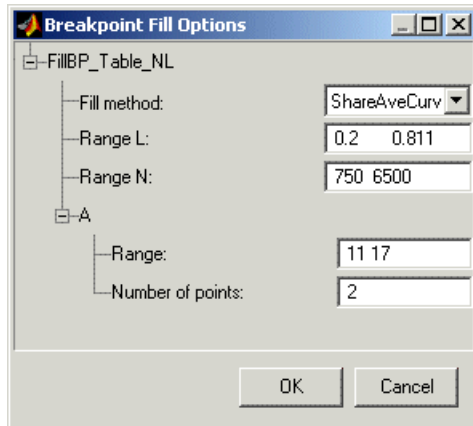 Breakpoint Fill Options
FillBP_Table_NL
Fill method: ShareAveCurv
Range L: 0.2 0.811
Range N: 750 6500
A
Range: 11 17
Number of points: 2
OK Cancel